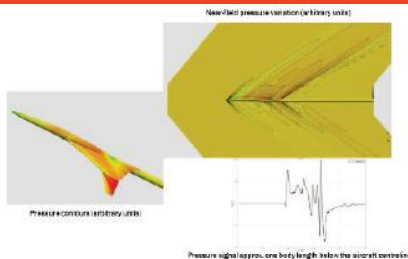 Near-field pressure variation (arbitrary units)
Pressure contours (arbitrary units)
Pressure signal approx. one body length below the aircraft centreline